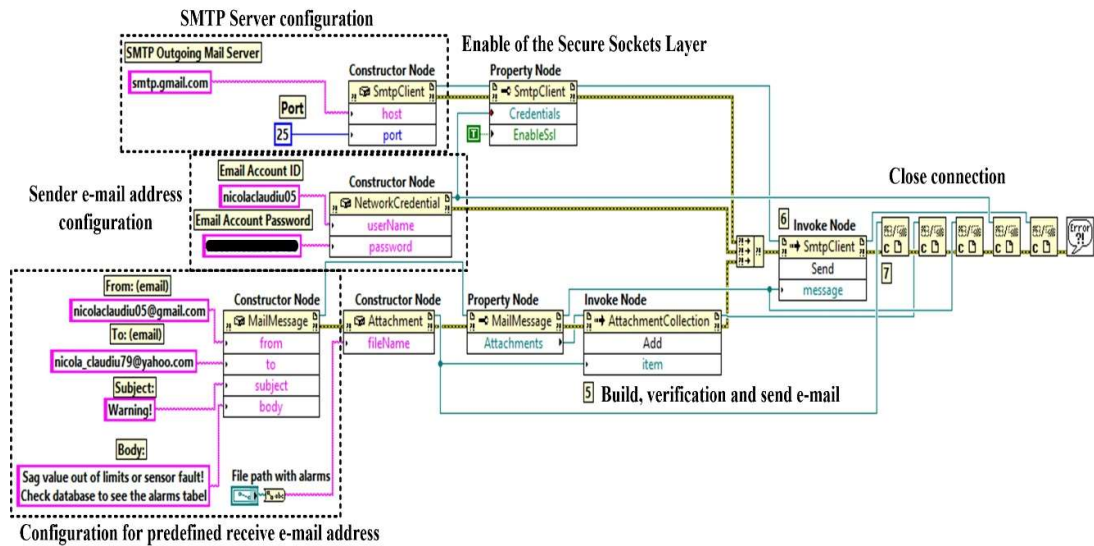 SMTP Server configuration
SMTP Outgoing Mail Server
smtp.gmail.com
Port
25
Constructor Node
SmtpClient
host
port
Enable of the Secure Sockets Layer
Property Node
SmtpClient
Credentials
T
EnableSsl
Sender e-mail address
configuration
Email Account ID
nicolaclaudiu05
Email Account Password
Constructor Node
NetworkCredential
userName
password
From: (email)
nicolaclaudiu05@gmail.com
To: (email)
nicola_claudiu79@yahoo.com
Subject:
Warning!
Body:
Sag value out of limits or sensor fault!
Check database to see the alarms tabel
Constructor Node
MailMessage
from
to
subject
body
File path with alarms
abc
Configuration for predefined receive e-mail address
Constructor Node
Attachment
fileName
Property Node
MailMessage
Attachments
Invoke Node
AttachmentCollection
Add
item
5 Build, verification and send e-mail
6
Invoke Node
SmtpClient
Send
message
Close connection
7
C
C
C
C
C
Error
?!